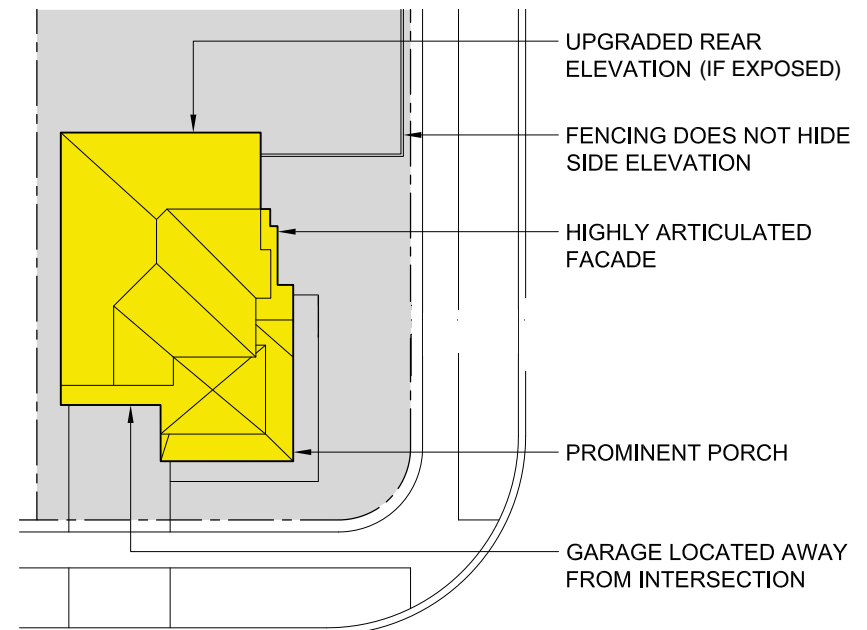 UPGRADED REAR
ELEVATION (IF EXPOSED)
FENCING DOES NOT HIDE
SIDE ELEVATION
HIGHLY ARTICULATED
FACADE
PROMINENT PORCH
GARAGE LOCATED AWAY
FROM INTERSECTION